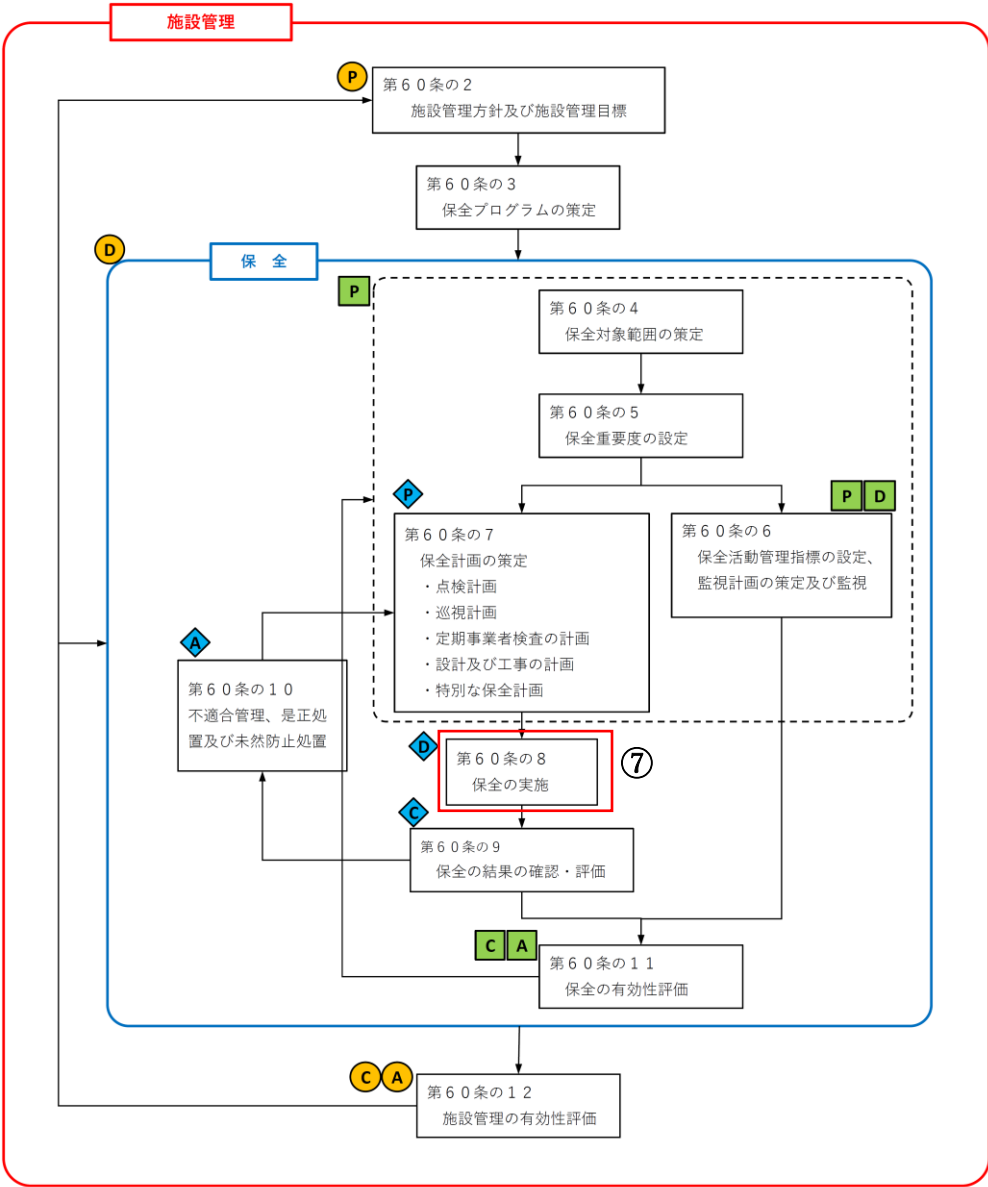 施設管理
P
第60条の2
施設管理方針及び施設管理目標
第60条の3
保全プログラムの策定
D
保 全
P
第60条の4
保全対象範囲の策定
第60条の5
保全重要度の設定
P
第60条の7
保全計画の策定
・点検計画
・巡視計画
・定期事業者検査の計画
・設計及び工事の計画
・特別な保全計画
P D
第60条の6
保全活動管理指標の設定、
監視計画の策定及び監視
A
第60条の10
不適合管理、是正処
置及び未然防止処置
D
第60条の8
保全の実施
⑦
C
第60条の9
保全の結果の確認・評価
C A
第60条の11
保全の有効性評価
C A
第60条の12
施設管理の有効性評価